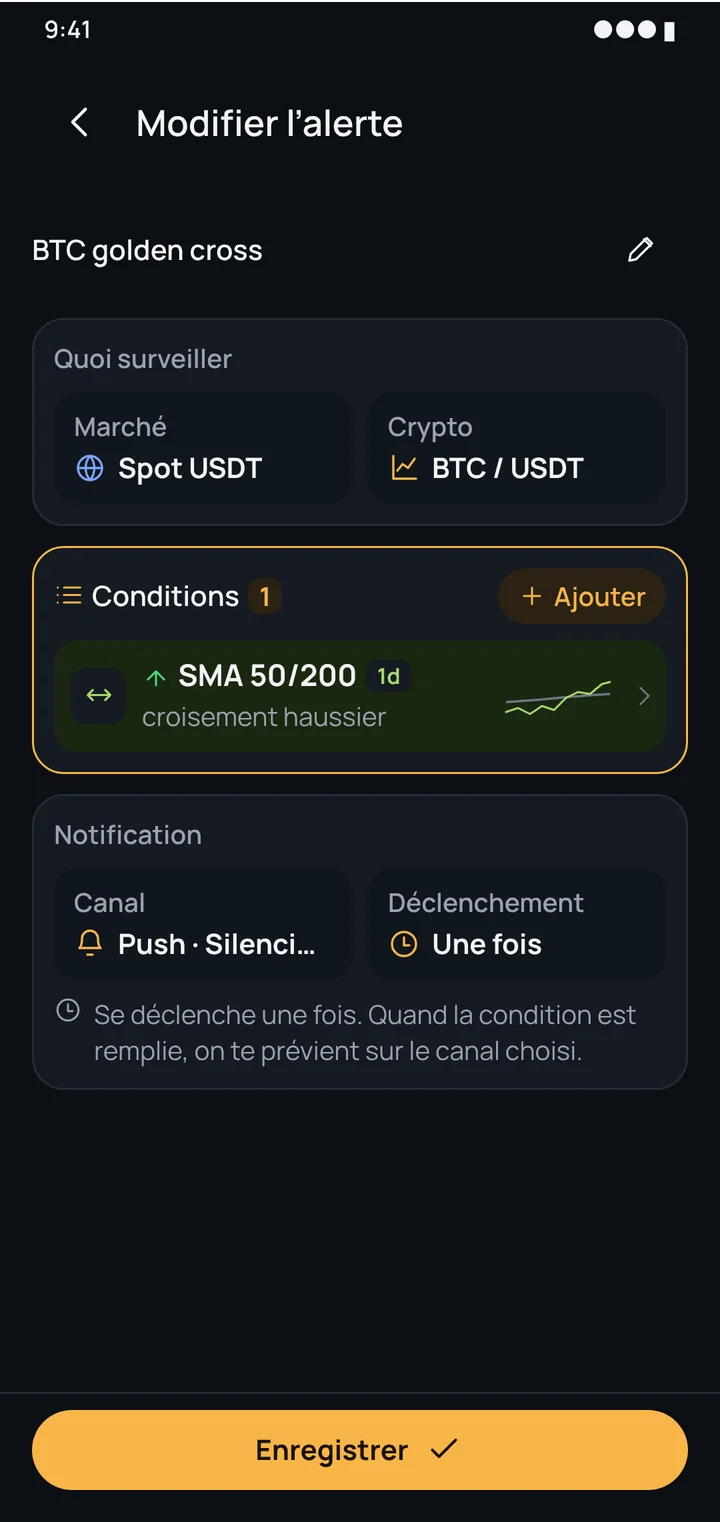 9:41
Modifier l’alerte
BTC golden cross
Quoi surveiller
Marché
Spot USDT
Crypto
BTC / USDT
Conditions 1
+ Ajouter
SMA 50/200 1d
croisement haussier
Notification
Canal
Push · Silenci...
Déclenchement
Une fois
Se déclenche une fois. Quand la condition est
remplie, on te prévient sur le canal choisi.
Enregistrer